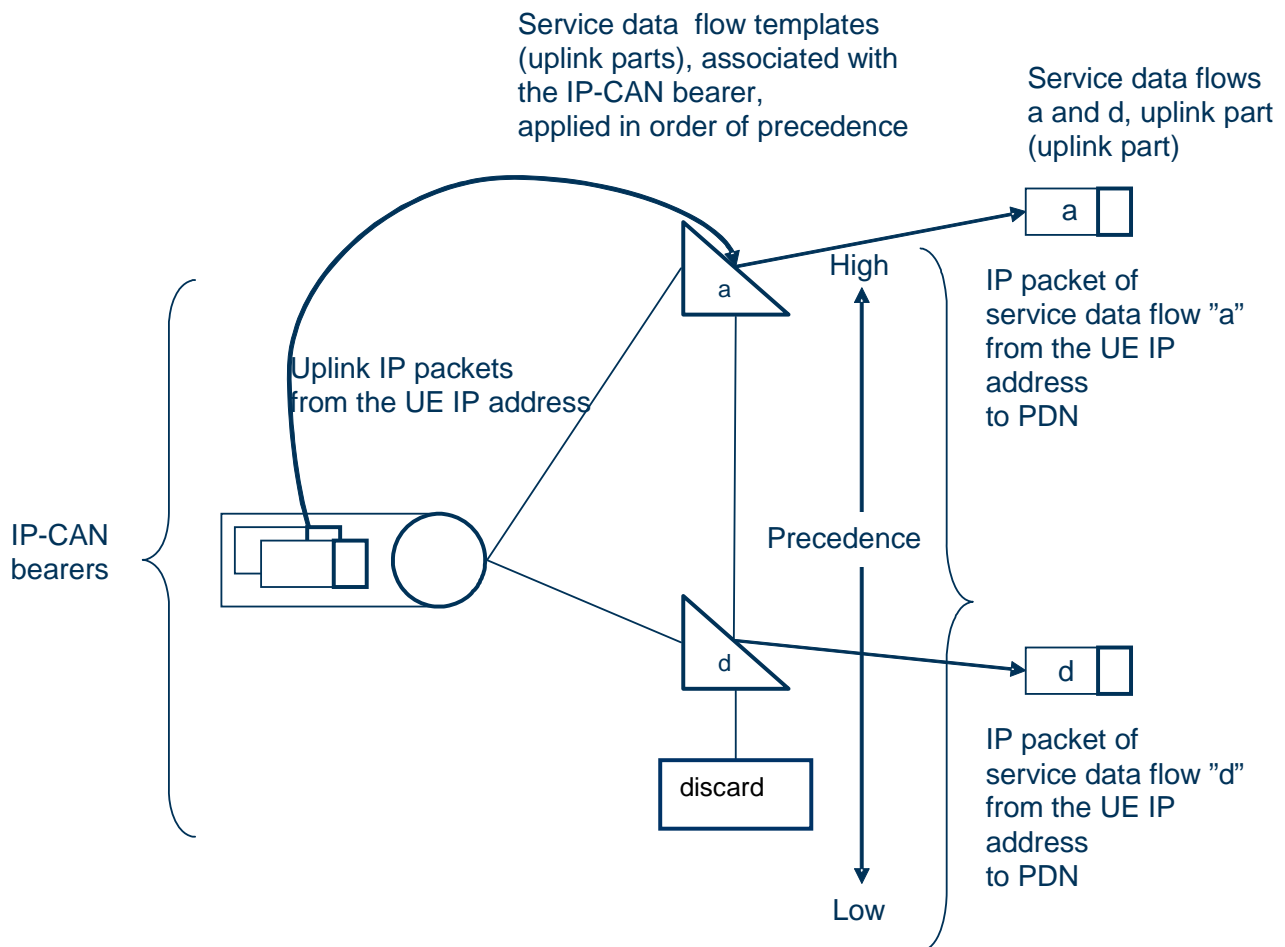 Service data flow templates
(uplink parts), associated with
the IP-CAN bearer,
applied in order of precedence
Service data flows
a and d, uplink part
(uplink part)
a
a
High
IP packet of
service data flow ”a”
from the UE IP
address
to PDN
Uplink IP packets
from the UE IP address
IP-CAN
bearers
Precedence
d
d
discard
IP packet of
service data flow ”d”
from the UE IP
address
to PDN
Low